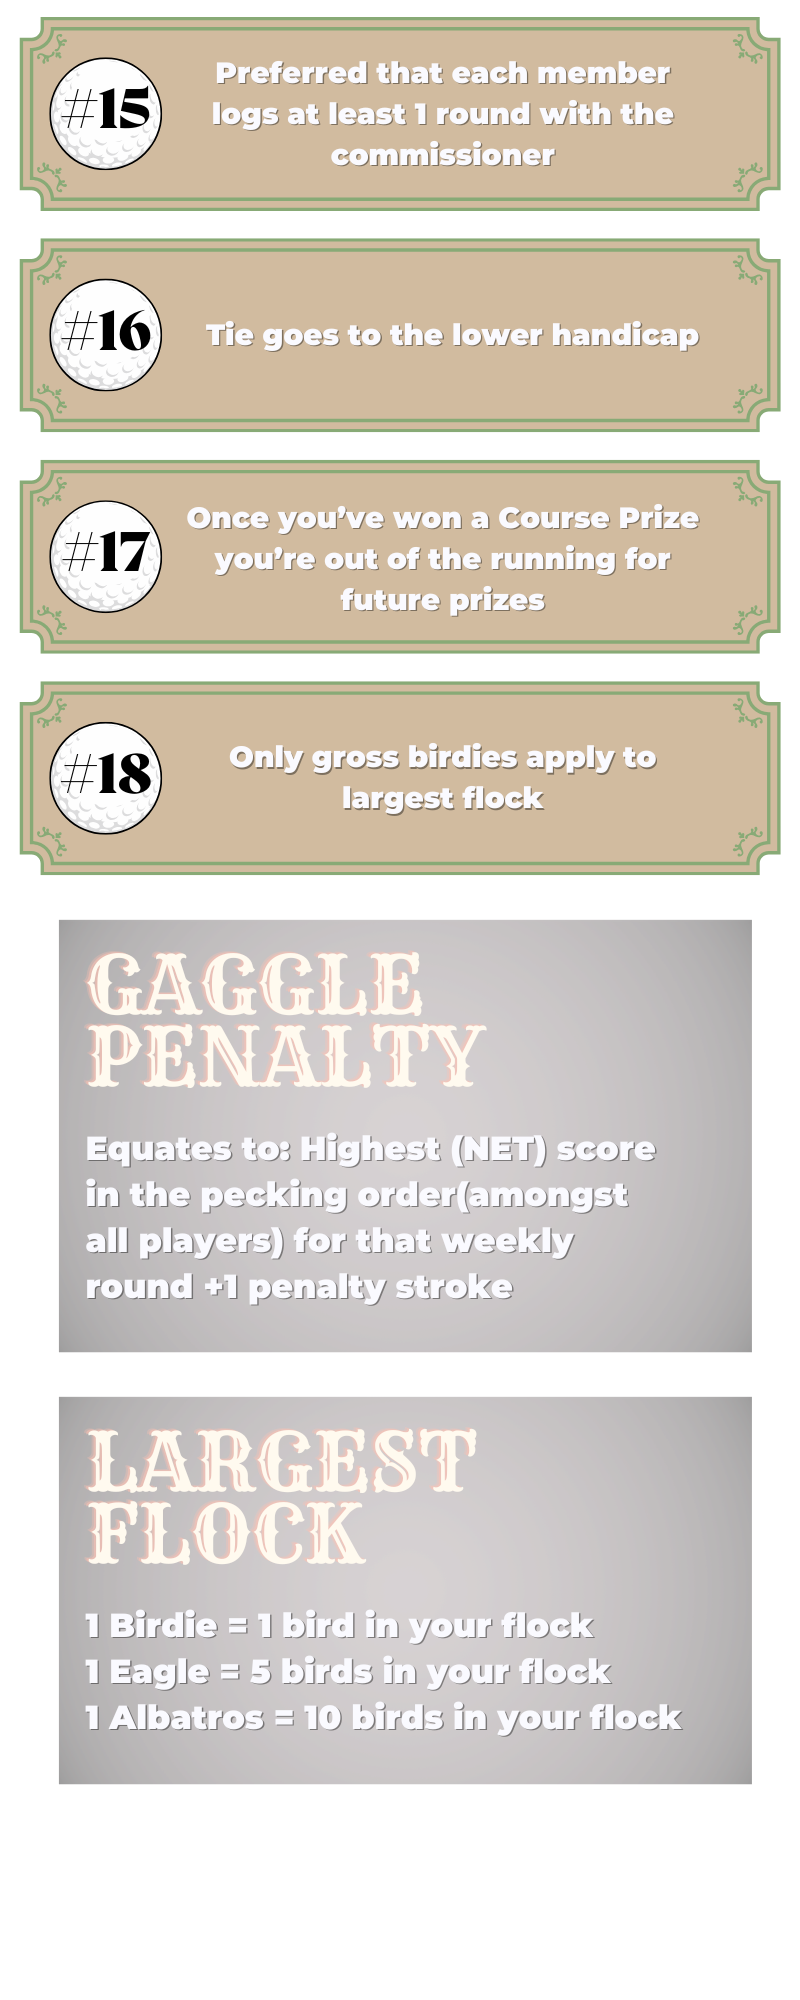 #15
Preferred that each member
logs at least 1 round with the
commissioner
#16
Tie goes to the lower handicap
#17
Once you’ve won a Course Prize
you’re out of the running for
future prizes
#18
Only gross birdies apply to
largest flock
GAGGLE
PENALTY
Equates to: Highest (NET) score
in the pecking order(amongst
all players) for that weekly
round +1 penalty stroke
LARGEST
FLOCK
1 Birdie = 1 bird in your flock
1 Eagle = 5 birds in your flock
1 Albatros = 10 birds in your flock